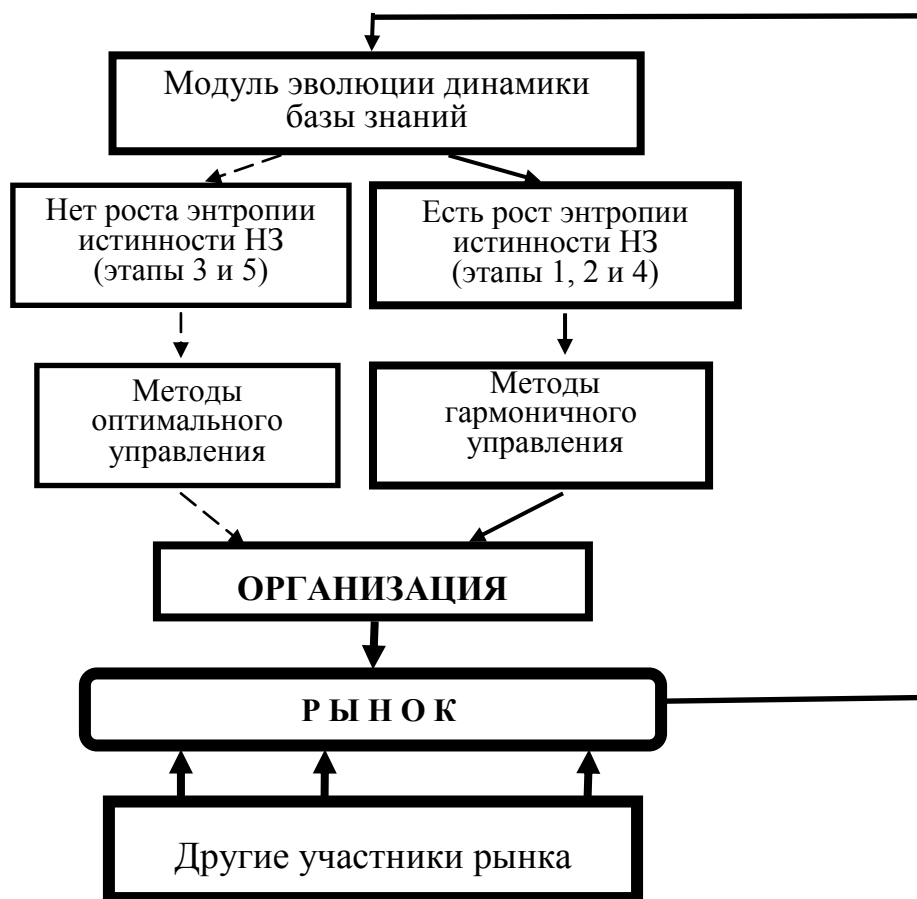 Модуль эволюции динамики
базы знаний
Нет роста энтропии
истинности НЗ
(этапы 3 и 5)
Есть рост энтропии
истинности НЗ
(этапы 1, 2 и 4)
Методы
оптимального
управления
Методы
гармоничного
управления
ОРГАНИЗАЦИЯ
Р Ы Н О К
Другие участники рынка